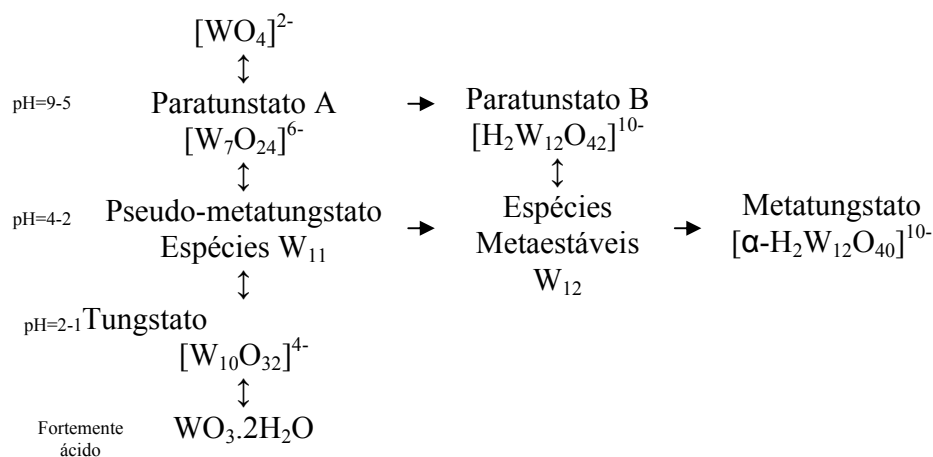 [WO₄]²⁻
↕
pH=9-5 Paratunstato A → Paratunstato B
[W₇O₂₄]⁶⁻ [H₂W₁₂O₄₂]¹⁰⁻
↕ ↕
pH=4-2 Pseudo-metatungstato → Espécies → Metatungstato
Espécies W₁₁ Metaestáveis [α-H₂W₁₂O₄₀]¹⁰⁻
W₁₂
↕
pH=2-1 Tungstato
[W₁₀O₃₂]⁴⁻
↕
Fortemente WO₃.2H₂O
ácido